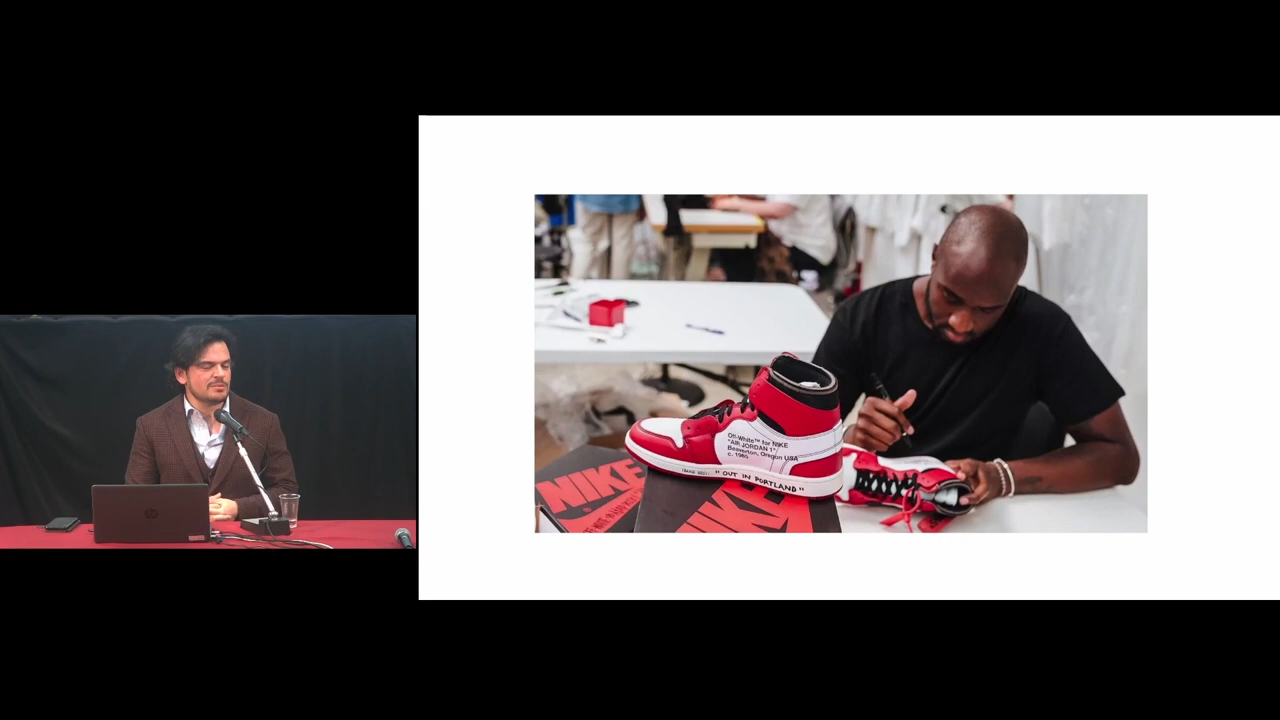 Off-White™ for NIKE
"AIR JORDAN 1"
Beaverton, Oregon USA
c. 1985
"OUT IN PORTLAND"
NIKE
NIKE